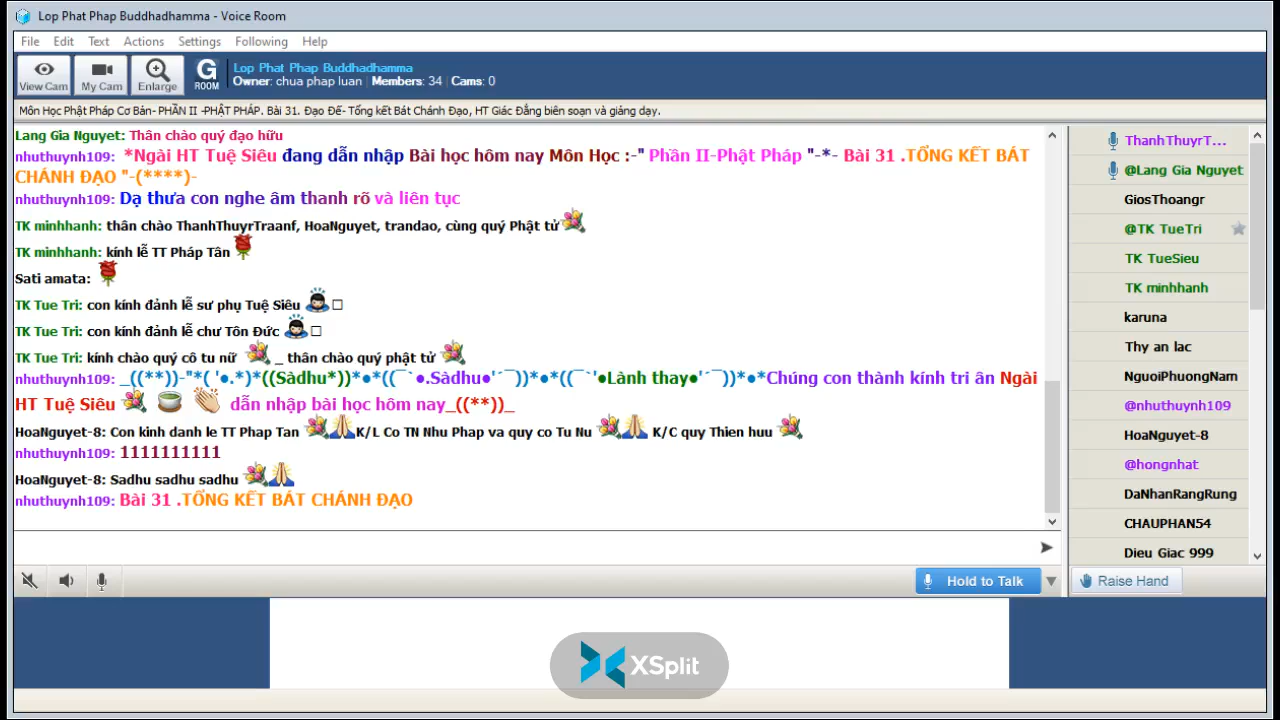 Lop Phat Phap Buddhadhamma - Voice Room
File Edit Text Actions Settings Following Help
View Cam My Cam Enlarge G ROOM Lop Phat Phap Buddhadhamma
Owner: chua phap luan | Members: 34 | Cams: 0
Môn Học Phật Pháp Cơ Bản- PHẦN II -PHẬT PHÁP. Bài 31. Đạo Đế- Tổng kết Bát Chánh Đạo, HT Giác Đẳng biên soạn và giảng dạy.
Lang Gia Nguyet: Thân chào quý đạo hữu
nhuthuynh109: *Ngài HT Tuệ Siêu đang dẫn nhập Bài học hôm nay Môn Học :-" Phần II-Phật Pháp "-*- Bài 31 .TỔNG KẾT BÁT
CHÁNH ĐẠO "-(****)-
nhuthuynh109: Dạ thưa con nghe âm thanh rõ và liên tục
TK minhhanh: thân chào ThanhThuyrTraanf, HoaNguyet, trandao, cùng quý Phật tử
TK minhhanh: kính lễ TT Pháp Tân
Sati amata:
TK Tue Tri: con kính đảnh lễ sư phụ Tuệ Siêu
TK Tue Tri: con kính đảnh lễ chư Tôn Đức
TK Tue Tri: kính chào quý cô tu nữ _ thân chào quý phật tử
nhuthuynh109: _((**))-"*( '●.*)*((Sàdhu*))*●*((¯`●.Sàdhu●'´¯))*●*((¯`'●Lành thay●'´¯))*●*Chúng con thành kính tri ân Ngài
HT Tuệ Siêu dẫn nhập bài học hôm nay_((**))_
HoaNguyet-8: Con kinh danh le TT Phap Tan K/L Co TN Nhu Phap va quy co Tu Nu K/C quy Thien huu
nhuthuynh109: 1111111111
HoaNguyet-8: Sadhu sadhu sadhu
nhuthuynh109: Bài 31 .TỔNG KẾT BÁT CHÁNH ĐẠO
ThanhThuyrT...
@Lang Gia Nguyet
GiosThoangr
@TK TueTri
TK TueSieu
TK minhhanh
karuna
Thy an lac
NguoiPhuongNam
@nhuthuynh109
HoaNguyet-8
@hongnhat
DaNhanRangRung
CHAUPHAN54
Dieu Giac 999
Hold to Talk Raise Hand
XSplit